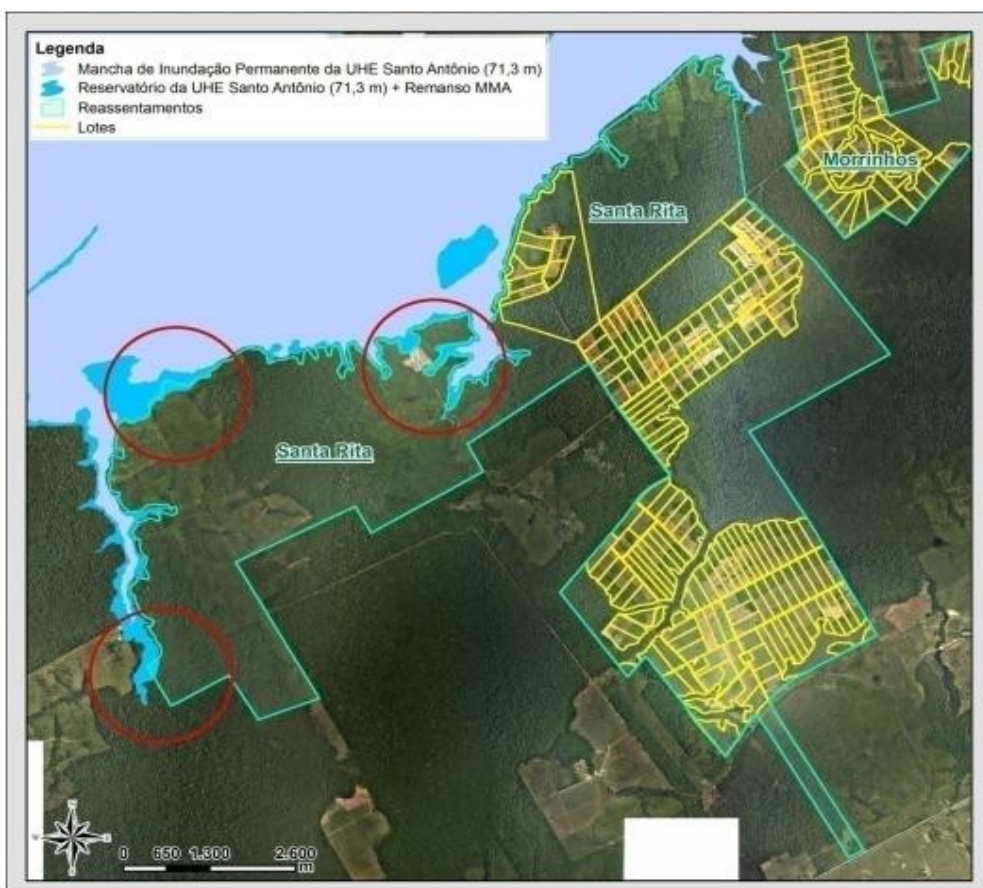 Legenda
Mancha de Inundação Permanente da UHE Santo Antônio (71,3 m)
Reservatório da UHE Santo Antônio (71,3 m) + Remanso MMA
Reassentamentos
Lotes
Morrinhos
Santa Rita
Santa Rita
N
W E
S
0 650 1.300 2.600
m